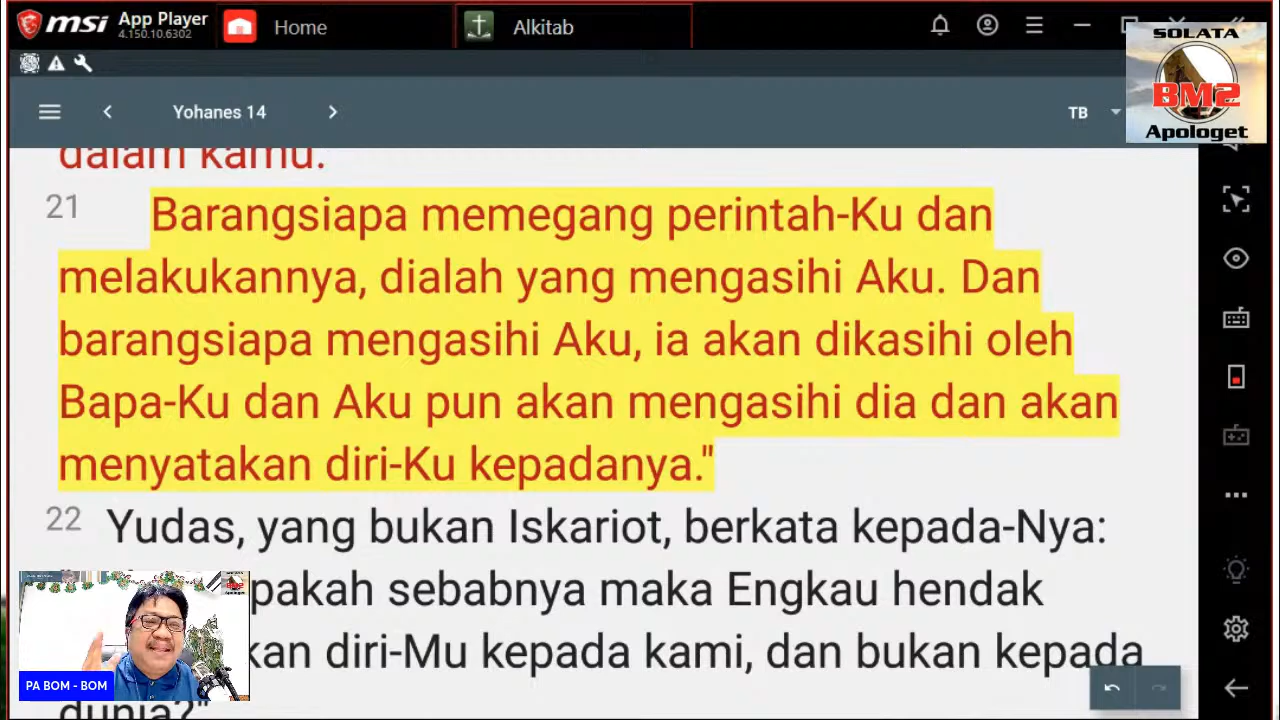 msi App Player
4.150.10.6302
Home
Alkitab
SOLATA
BM2
Apologet
Yohanes 14
TB
dalam kamu.
21 Barangsiapa memegang perintah-Ku dan
melakukannya, dialah yang mengasihi Aku. Dan
barangsiapa mengasihi Aku, ia akan dikasihi oleh
Bapa-Ku dan Aku pun akan mengasihi dia dan akan
menyatakan diri-Ku kepadanya."
22 Yudas, yang bukan Iskariot, berkata kepada-Nya:
pakah sebabnya maka Engkau hendak
kan diri-Mu kepada kami, dan bukan kepada
dunia?"
Apologet
PA BOM - BOM